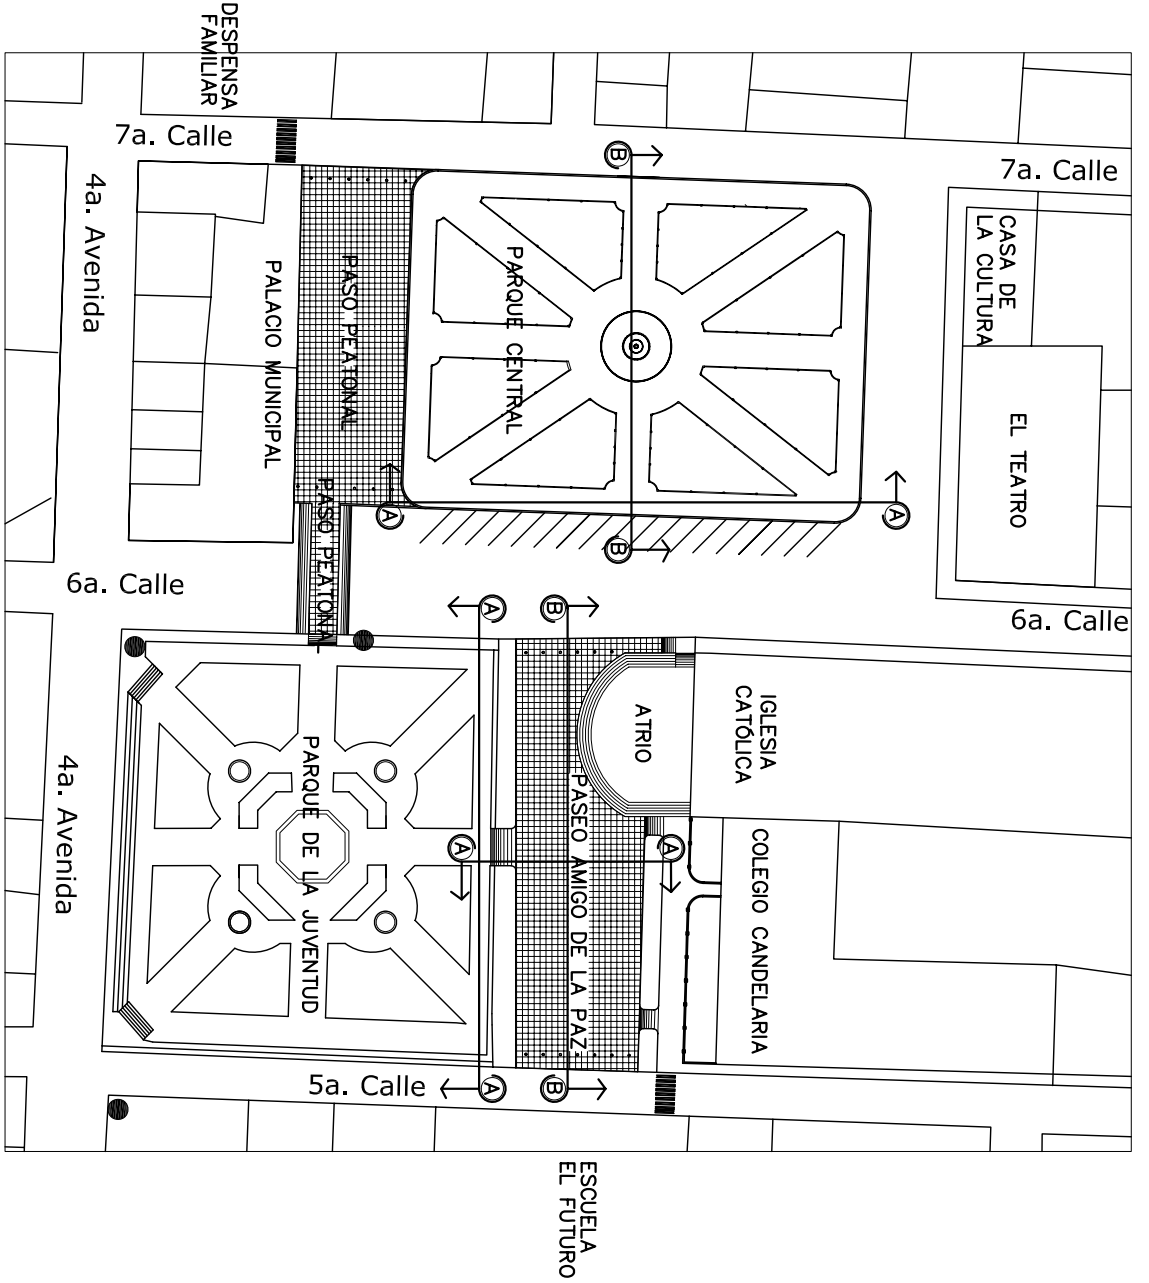 DESPENSA
FAMILIAR
7a. Calle
7a. Calle
B
4a. Avenida
PALACIO MUNICIPAL
PASO PEATONAL
PARQUE CENTRAL
CASA DE
LA CULTURA
EL TEATRO
PASO PEATONAL
A
A
B
6a. Calle
6a. Calle
A
B
IGLESIA
CATÓLICA
ATRIO
4a. Avenida
PARQUE DE LA JUVENTUD
PASEO AMIGO DE LA PAZ
A
A
COLEGIO CANDELARIA
5a. Calle
A
B
ESCUELA
EL FUTURO